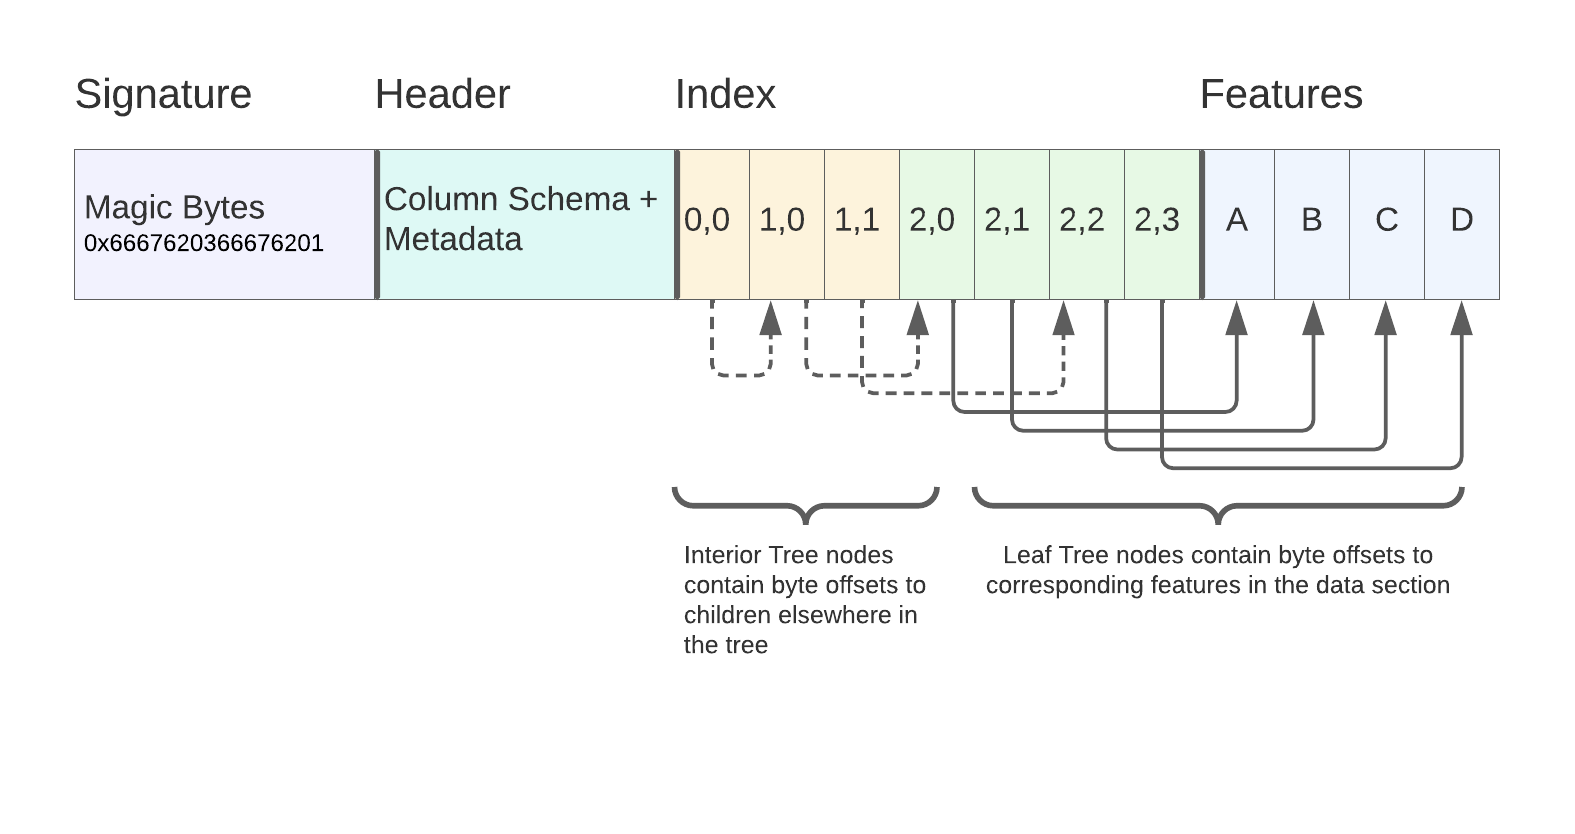 Signature
Header
Index
Features
Magic Bytes
0x6667620366676201
Column Schema +
Metadata
0,0
1,0
1,1
2,0
2,1
2,2
2,3
A
B
C
D
Interior Tree nodes
contain byte offsets to
children elsewhere in
the tree
Leaf Tree nodes contain byte offsets to
corresponding features in the data section